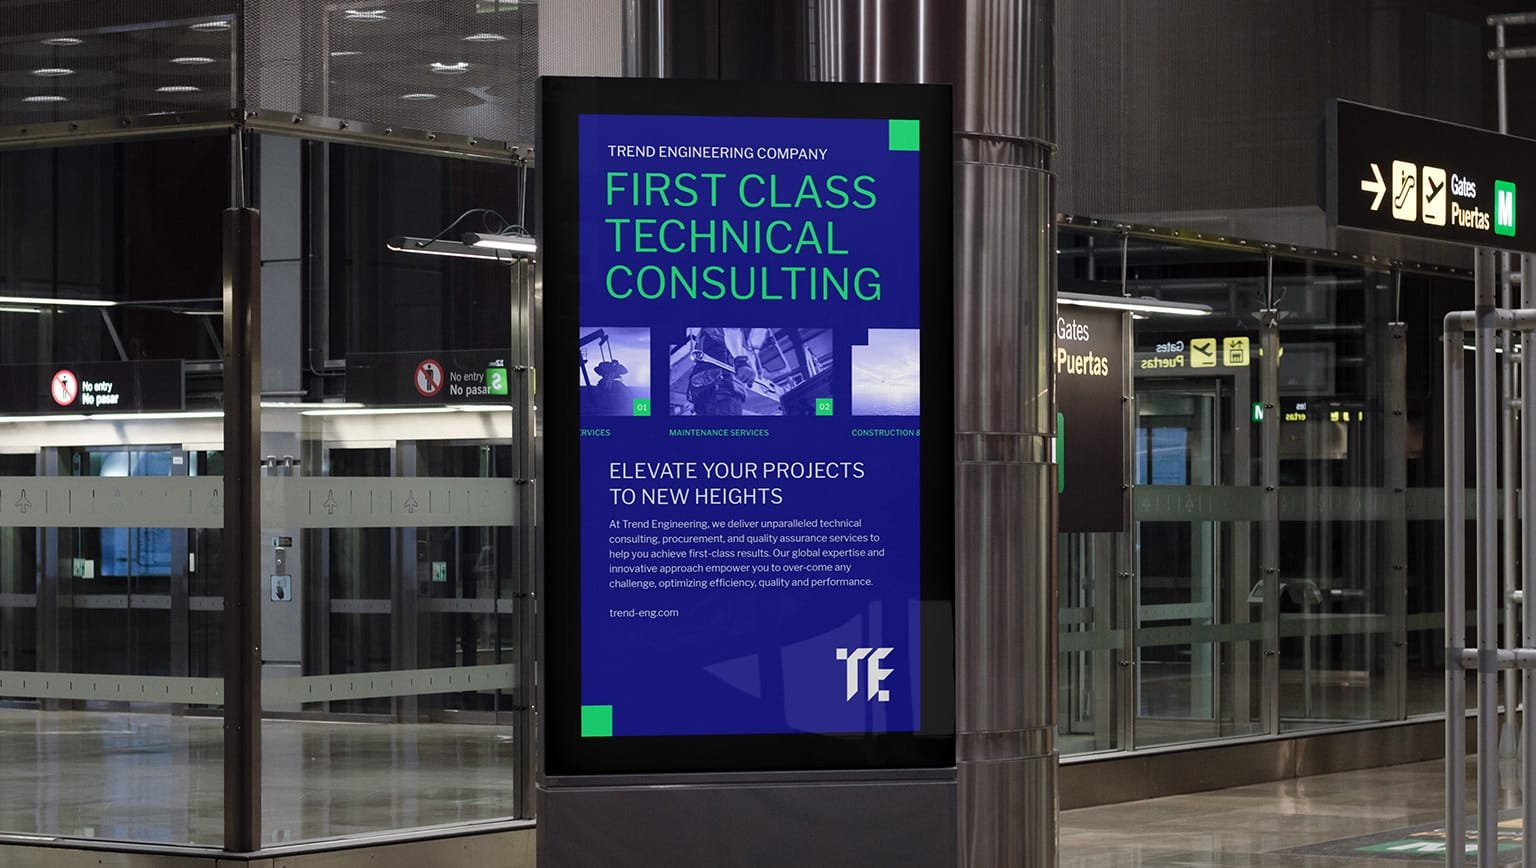 TREND ENGINEERING COMPANY
FIRST CLASS
TECHNICAL
CONSULTING
01
02
RVICES
MAINTENANCE SERVICES
CONSTRUCTION &
ELEVATE YOUR PROJECTS
TO NEW HEIGHTS
At Trend Engineering, we deliver unparalleled technical
consulting, procurement, and quality assurance services to
help you achieve first-class results. Our global expertise and
innovative approach empower you to over-come any
challenge, optimizing efficiency, quality and performance.
trend-eng.com
TE
No entry
No pasar
No entry
No pasar
Gates
Puertas
M
Gates
Puertas
Gates
Puertas
M